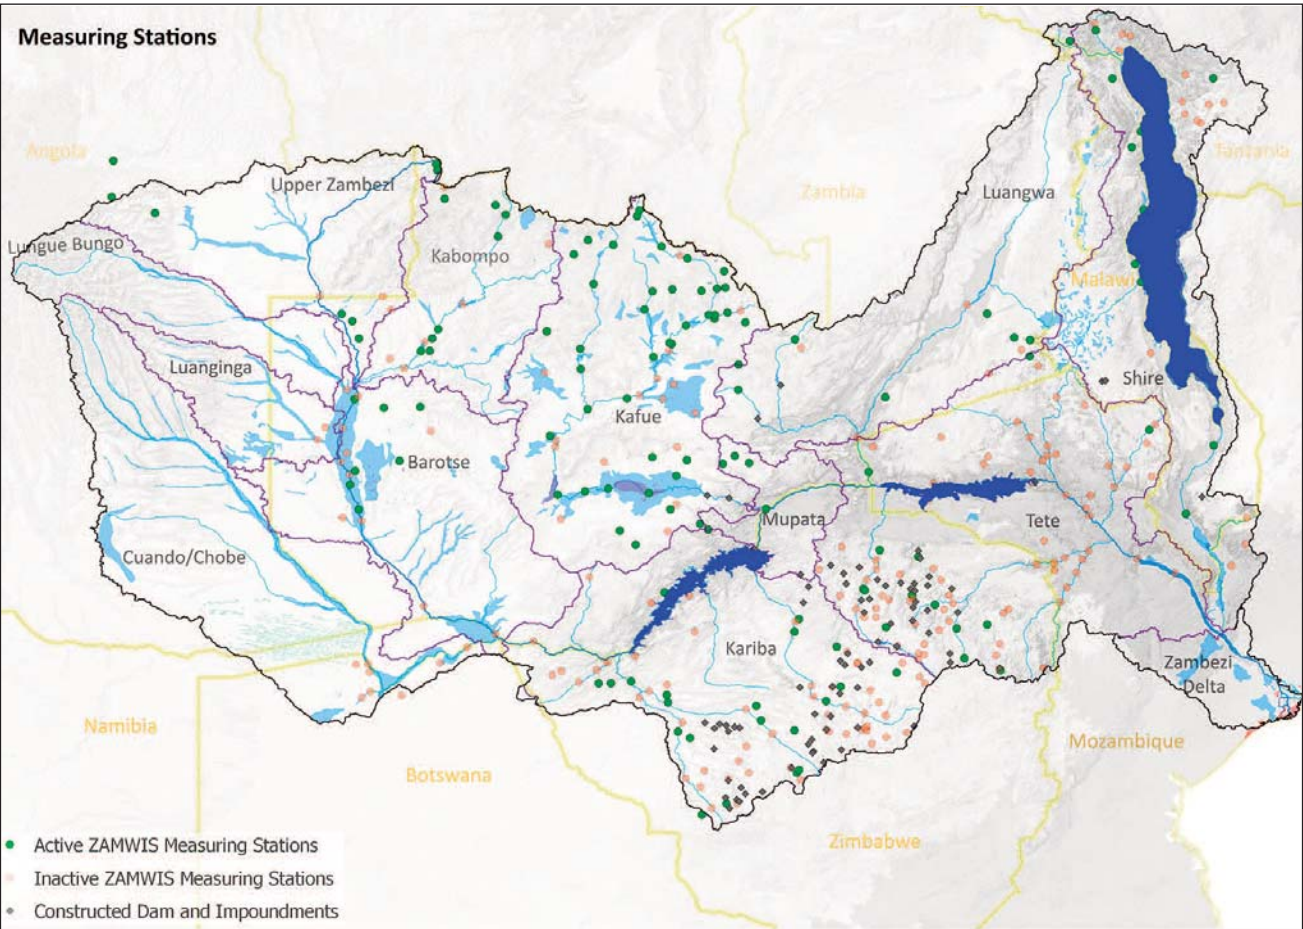 Measuring Stations
Angola
Tanzania
Upper Zambezi
Zambia
Luangwa
Lungue Bungo
Kabompo
Malawi
Luanginga
Shire
Kafue
Barotse
Mupata
Tete
Cuando/Chobe
Kariba
Zambezi
Delta
Namibia
Mozambique
Botswana
Zimbabwe
Active ZAMWIS Measuring Stations
Inactive ZAMWIS Measuring Stations
Constructed Dam and Impoundments